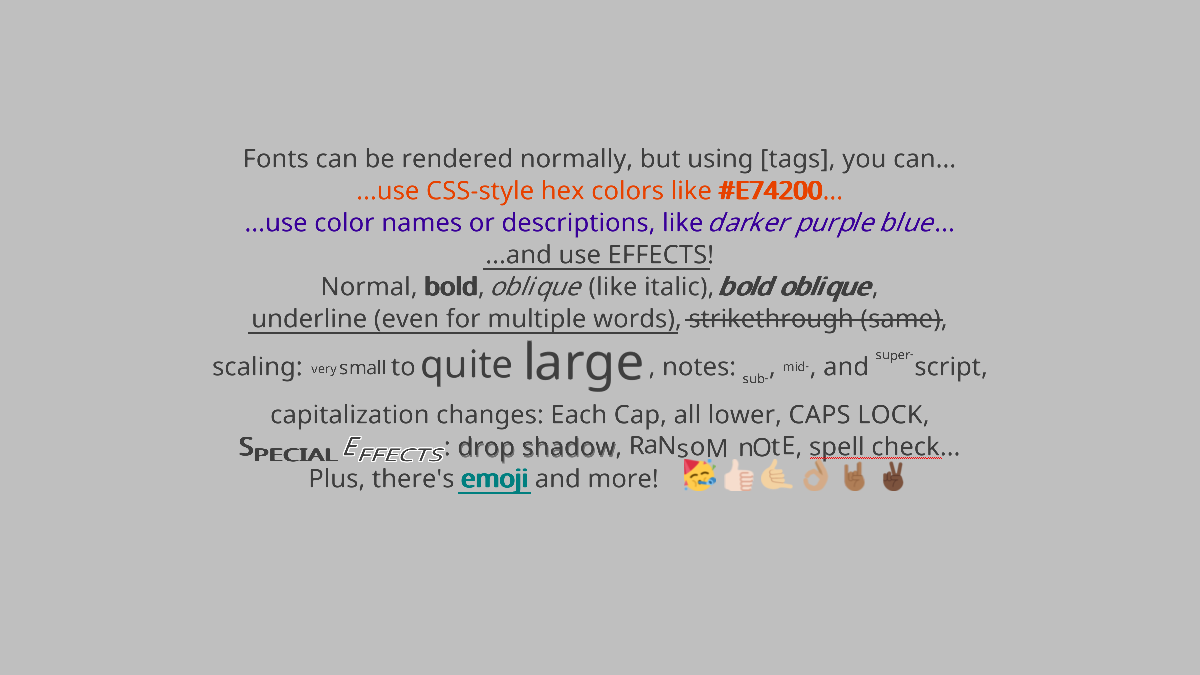 Fonts can be rendered normally, but using [tags], you can...
...use CSS-style hex colors like #E74200...
...use color names or descriptions, like darker purple blue...
...and use EFFECTS!
Normal, bold, oblique (like italic), bold oblique,
underline (even for multiple words), strikethrough (same),
scaling: very small to quite large, notes: sub-, mid-, and super-script,
capitalization changes: Each Cap, all lower, CAPS LOCK,
SPECIAL EFFECTS: drop shadow, RaNsoM nOtE, spell check...
Plus, there's emoji and more! 🥳👍🏻🤙🏼👌🏽🤘🏾✌🏿